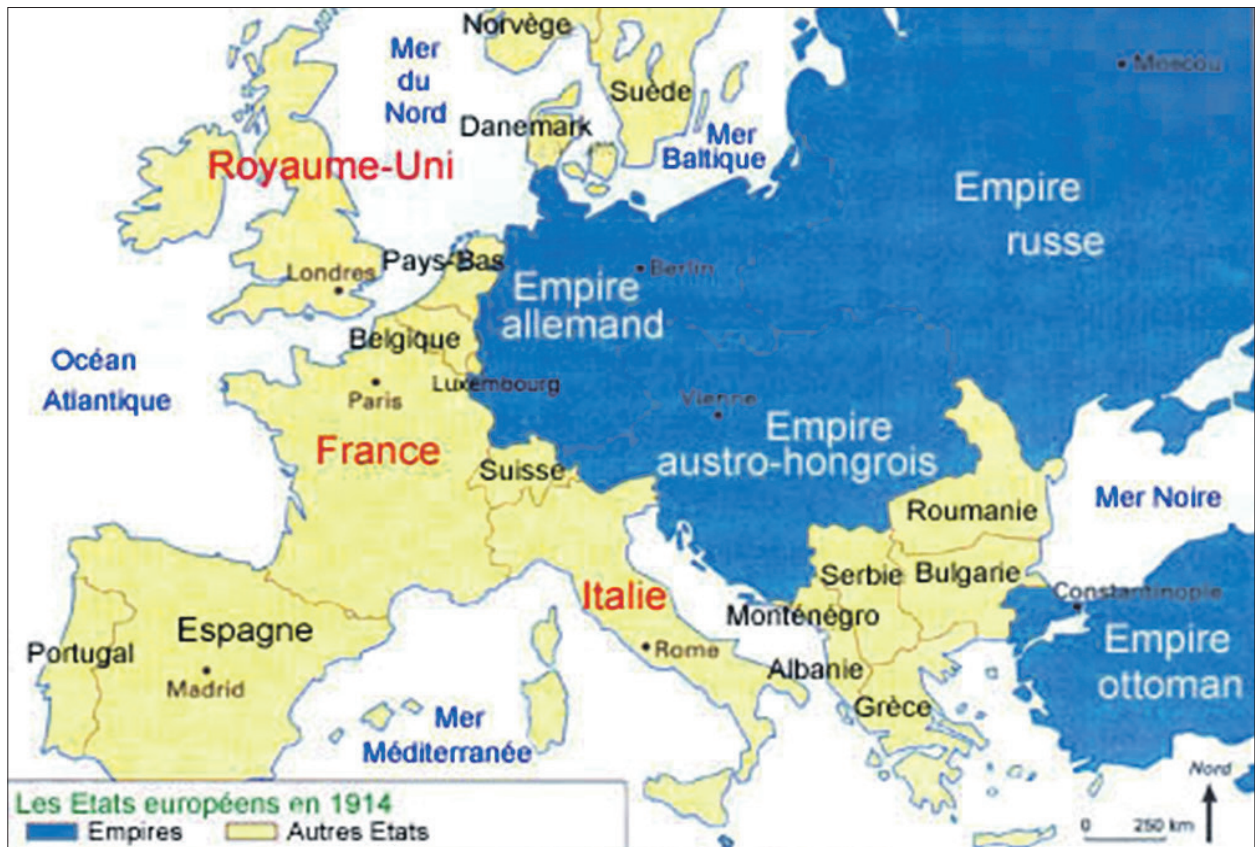 Norvège
Mer
du
Nord
Suède
Moscou
Danemark
Mer
Baltique
Royaume-Uni
Empire
russe
Pays-Bas
Londres
Berlin
Empire
allemand
Belgique
Océan
Atlantique
Luxembourg
Paris
Vienne
Empire
austro-hongrois
France
Suisse
Mer Noire
Roumanie
Serbie
Bulgarie
Constantinople
Italie
Monténégro
Espagne
Portugal
Rome
Empire
ottoman
Albanie
Madrid
Grèce
Mer
Méditerranée
Nord
Les Etats européens en 1914
Empires
Autres Etats
0 250 km